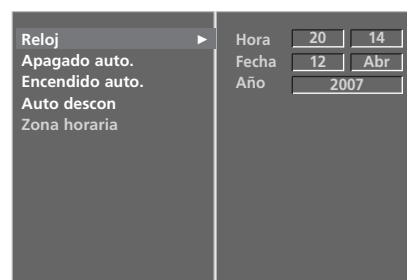 Reloj ►
Apagado auto.
Encendido auto.
Auto descon
Zona horaria
Hora 20 14
Fecha 12 Abr
Año 2007